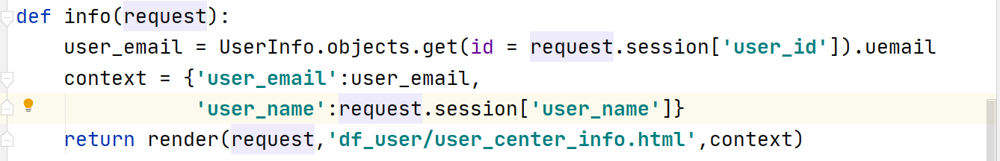 def info(request):
    user_email = UserInfo.objects.get(id = request.session['user_id']).uemail
    context = {'user_email':user_email,
               'user_name':request.session['user_name']}
    return render(request,'df_user/user_center_info.html',context)